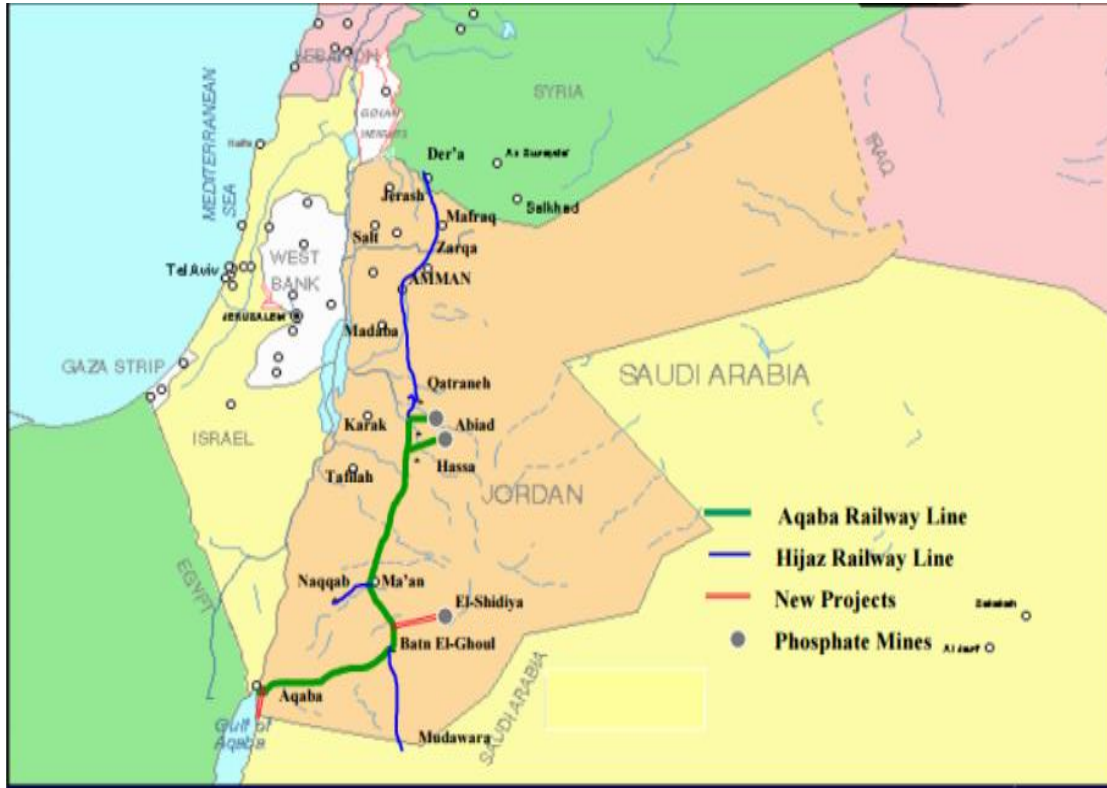 LEBANON
SYRIA
GOLAN
HEIGHTS
IRAQ
MEDITERRANEAN
SEA
Haifa
Der'a
As Suwayda'
Jerash
Salkhad
Mafraq
Salt
Zarqa
Tel Aviv
WEST
BANK
AMMAN
JERUSALEM
Madaba
GAZA STRIP
SAUDI ARABIA
Qatraneh
Karak
Abiad
ISRAEL
Hassa
Tafilah
JORDAN
Aqaba Railway Line
Hijaz Railway Line
EGYPT
Naqqab
Ma'an
El-Shidiya
New Projects
Batn El-Ghoul
Phosphate Mines
Aqaba
SAUDI ARABIA
Gulf of
Aqaba
Mudawara